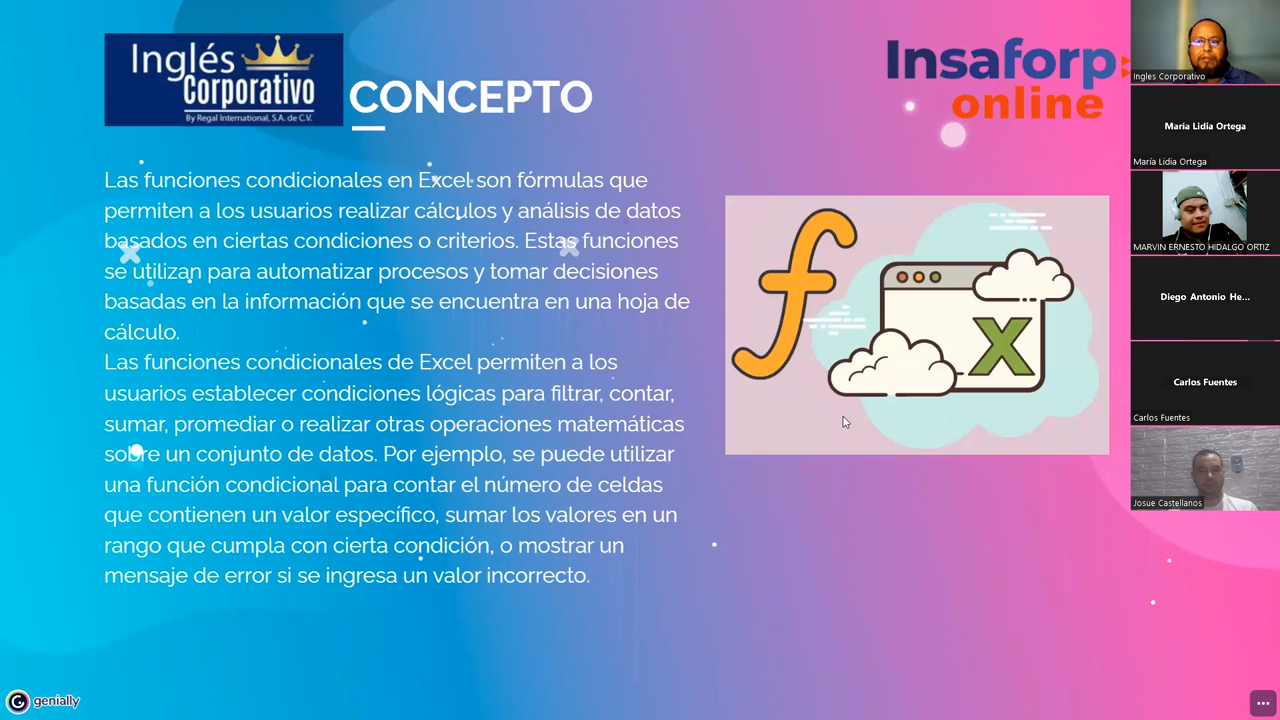 Inglés
Corporativo
By Regal International, S.A. de C.V.
CONCEPTO
Insaforp
online
Las funciones condicionales en Excel son fórmulas que
permiten a los usuarios realizar cálculos y análisis de datos
basados en ciertas condiciones o criterios. Estas funciones
se utilizan para automatizar procesos y tomar decisiones
basadas en la información que se encuentra en una hoja de
cálculo.
Las funciones condicionales de Excel permiten a los
usuarios establecer condiciones lógicas para filtrar, contar,
sumar, promediar o realizar otras operaciones matemáticas
sobre un conjunto de datos. Por ejemplo, se puede utilizar
una función condicional para contar el número de celdas
que contienen un valor específico, sumar los valores en un
rango que cumpla con cierta condición, o mostrar un
mensaje de error si se ingresa un valor incorrecto.
f
X
genially
Ingles Corporativo
María Lidia Ortega
María Lidia Ortega
MARVIN ERNESTO HIDALGO ORTIZ
Diego Antonio He...
Carlos Fuentes
Carlos Fuentes
Josue Castellanos